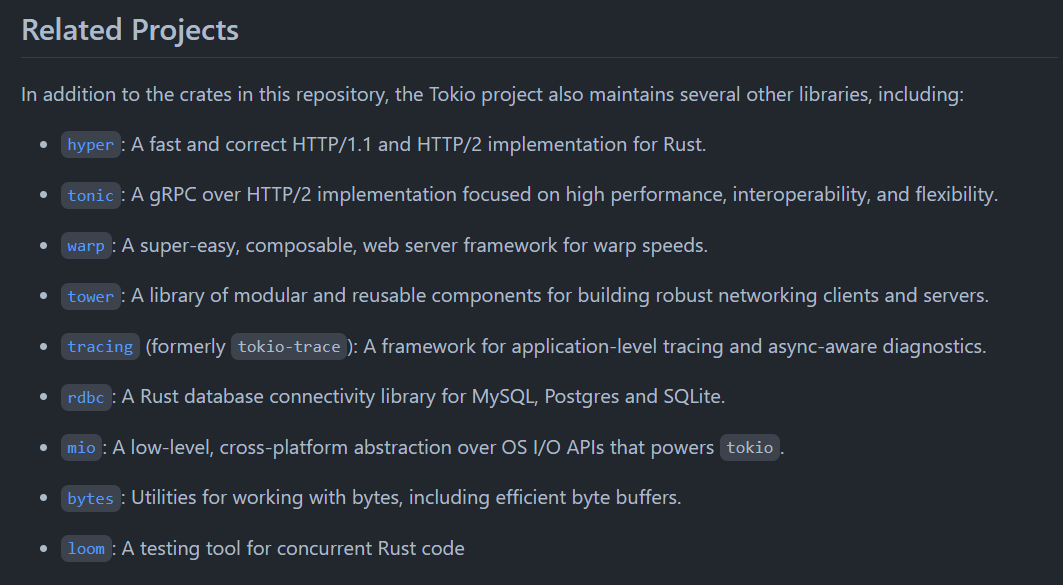 Related Projects
In addition to the crates in this repository, the Tokio project also maintains several other libraries, including:
• hyper: A fast and correct HTTP/1.1 and HTTP/2 implementation for Rust.
• tonic: A gRPC over HTTP/2 implementation focused on high performance, interoperability, and flexibility.
• warp: A super-easy, composable, web server framework for warp speeds.
• tower: A library of modular and reusable components for building robust networking clients and servers.
• tracing (formerly tokio-trace): A framework for application-level tracing and async-aware diagnostics.
• rdbc: A Rust database connectivity library for MySQL, Postgres and SQLite.
• mio: A low-level, cross-platform abstraction over OS I/O APIs that powers tokio.
• bytes: Utilities for working with bytes, including efficient byte buffers.
• loom: A testing tool for concurrent Rust code